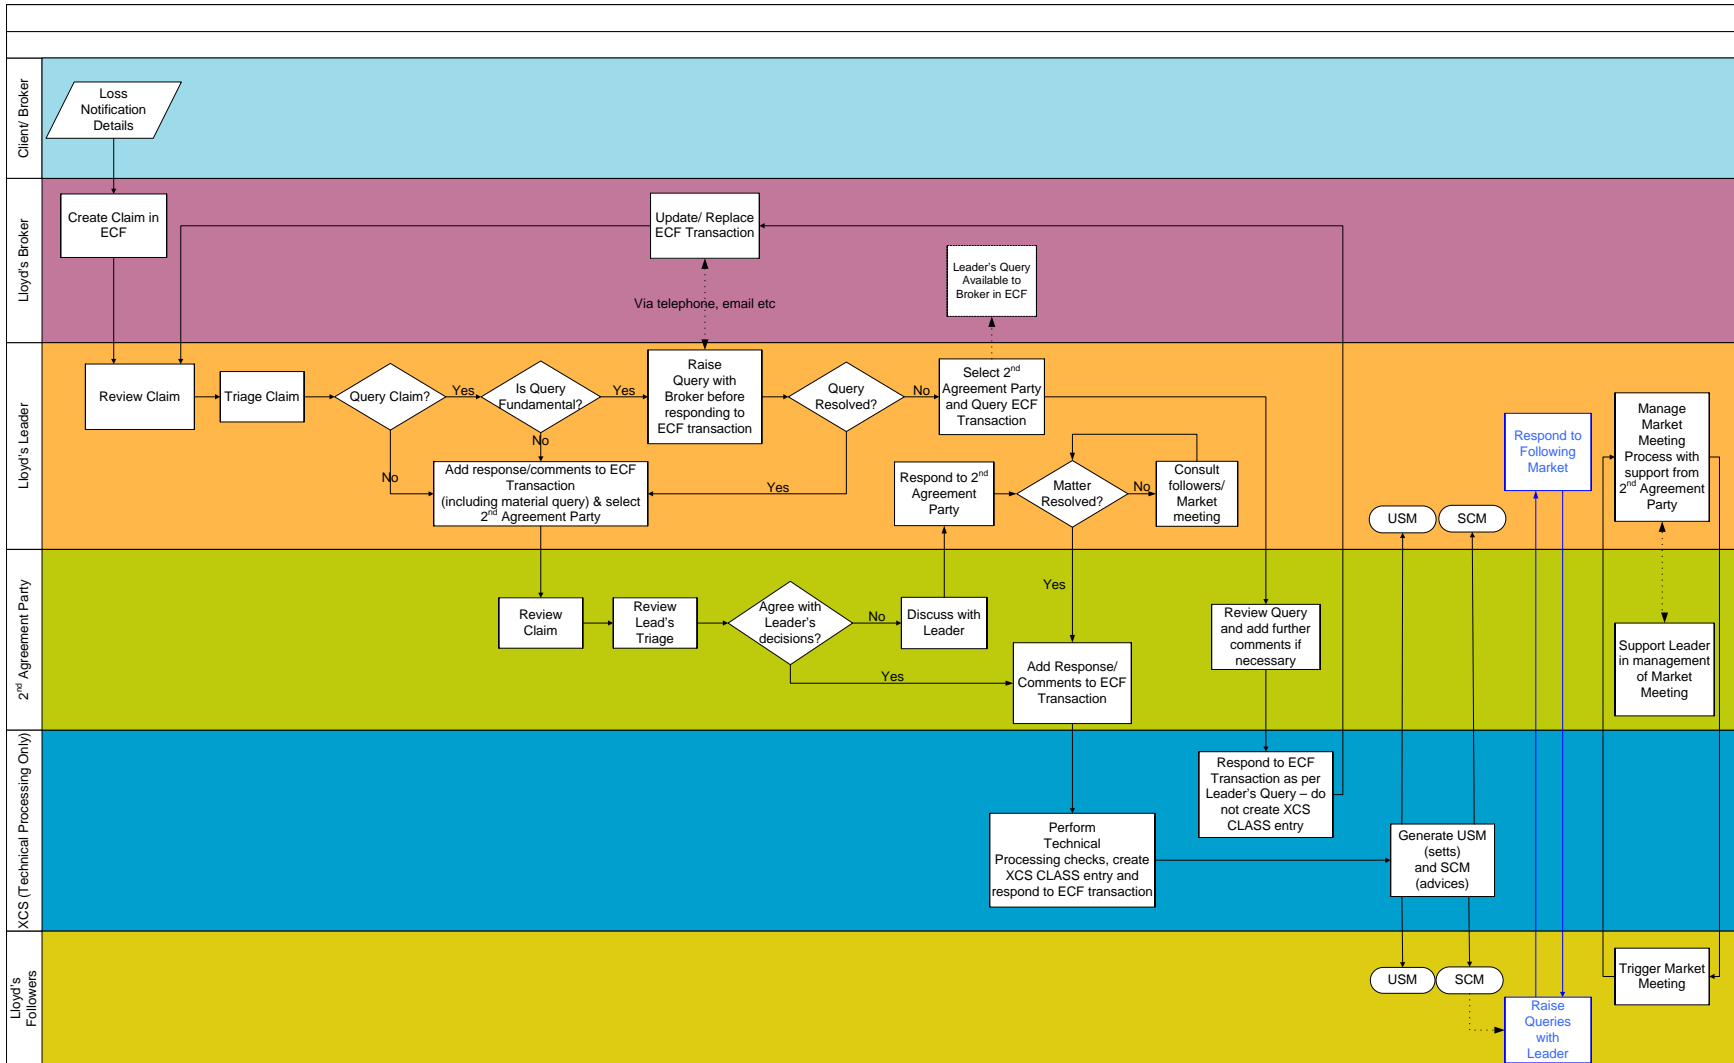 Client/ Broker
Loss
Notification
Details
Lloyd's Broker
Create Claim in
ECF
Update/ Replace
ECF Transaction
Via telephone, email etc
Leader's Query
Available to
Broker in ECF
Lloyd's Leader
Review Claim
Triage Claim
Query Claim?
Yes
No
Is Query
Fundamental?
Yes
No
Raise
Query with
Broker before
responding to
ECF transaction
Query
Resolved?
No
Yes
Select 2nd
Agreement Party
and Query ECF
Transaction
Add response/comments to ECF
Transaction
(including material query) & select
2nd Agreement Party
Respond to 2nd
Agreement
Party
Matter
Resolved?
No
Yes
Consult
followers/
Market
meeting
USM
SCM
Respond to
Following
Market
Manage
Market
Meeting
Process with
support from
2nd Agreement
Party
2nd Agreement Party
Review
Claim
Review
Lead's
Triage
Agree with
Leader's
decisions?
No
Yes
Discuss with
Leader
Add Response/
Comments to ECF
Transaction
Review Query
and add further
comments if
necessary
Support Leader
in management
of Market
Meeting
XCS (Technical Processing Only)
Perform
Technical
Processing checks, create
XCS CLASS entry and
respond to ECF transaction
Respond to ECF
Transaction as per
Leader's Query – do
not create XCS
CLASS entry
Generate USM
(setts)
and SCM
(advices)
Lloyd's
Followers
USM
SCM
Raise
Queries
with
Leader
Trigger Market
Meeting